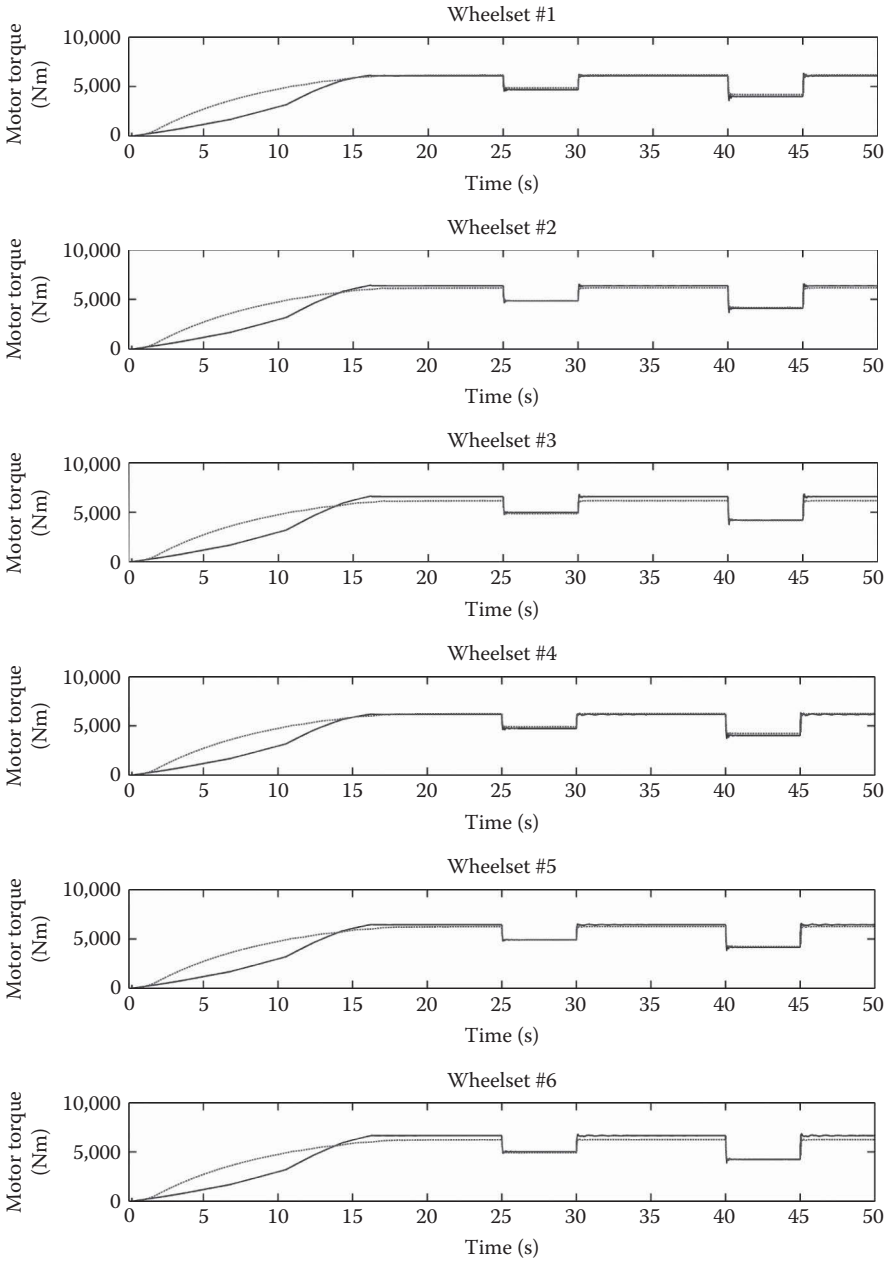 Wheelset #1
Motor torque
(Nm)
10,000
5,000
0
0 5 10 15 20 25 30 35 40 45 50
Time (s)
Wheelset #2
Motor torque
(Nm)
10,000
5,000
0
0 5 10 15 20 25 30 35 40 45 50
Time (s)
Wheelset #3
Motor torque
(Nm)
10,000
5,000
0
0 5 10 15 20 25 30 35 40 45 50
Time (s)
Wheelset #4
Motor torque
(Nm)
10,000
5,000
0
0 5 10 15 20 25 30 35 40 45 50
Time (s)
Wheelset #5
Motor torque
(Nm)
10,000
5,000
0
0 5 10 15 20 25 30 35 40 45 50
Time (s)
Wheelset #6
Motor torque
(Nm)
10,000
5,000
0
0 5 10 15 20 25 30 35 40 45 50
Time (s)